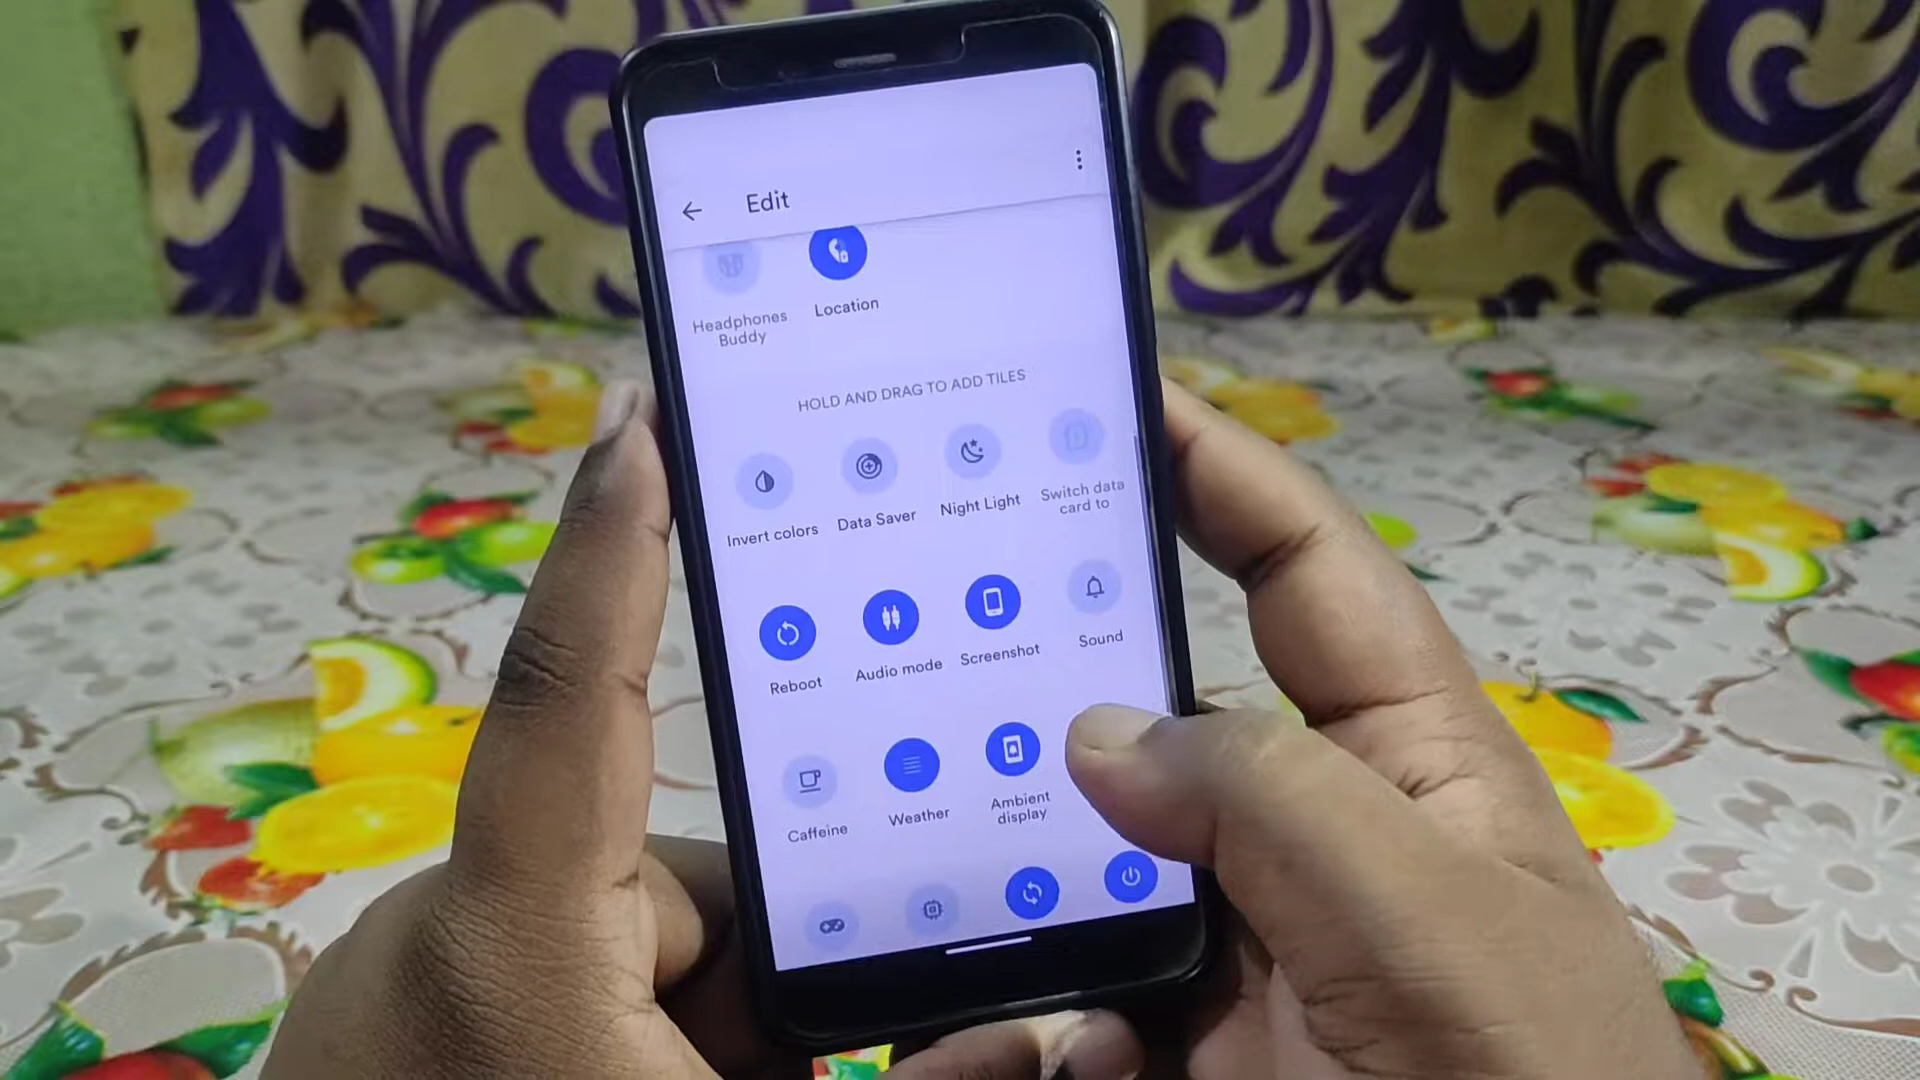 Edit
Headphones
Buddy
Location
HOLD AND DRAG TO ADD TILES
Invert colors
Data Saver
Night Light
Switch data
card to
Reboot
Audio mode
Screenshot
Sound
Caffeine
Weather
Ambient
display